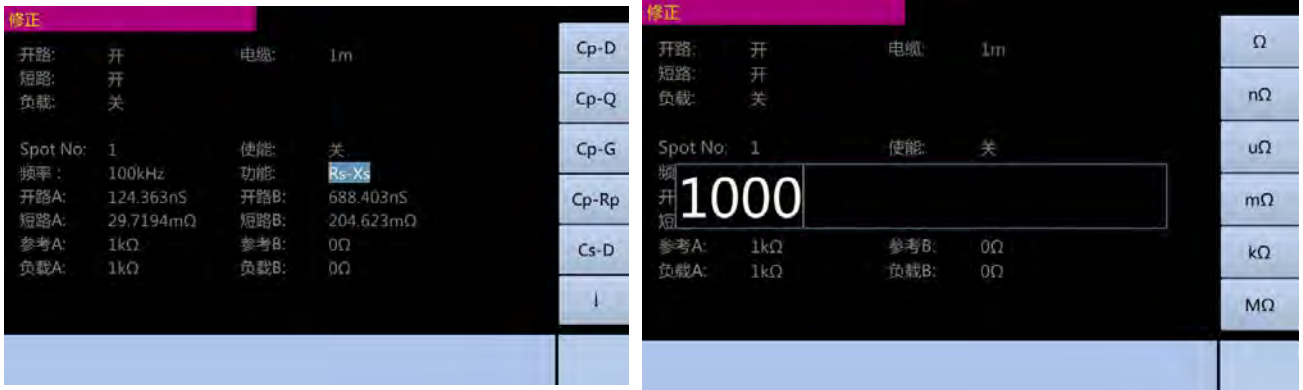 修正
开路: 开 电缆: 1m
短路: 开
负载: 关
Spot No: 1 使能: 关
频率 : 100kHz 功能: Rs-Xs
开路A: 124.363nS 开路B: 688.403nS
短路A: 29.7194mΩ 短路B: 204.623mΩ
参考A: 1kΩ 参考B: 0Ω
负载A: 1kΩ 负载B: 0Ω
Cp-D
Cp-Q
Cp-G
Cp-Rp
Cs-D
↓
修正
开路: 开 电缆: 1m
短路: 开
负载: 关
Spot No: 1 使能: 关
频
开
短
1000
参考A: 1kΩ 参考B: 0Ω
负载A: 1kΩ 负载B: 0Ω
Ω
nΩ
uΩ
mΩ
kΩ
MΩ